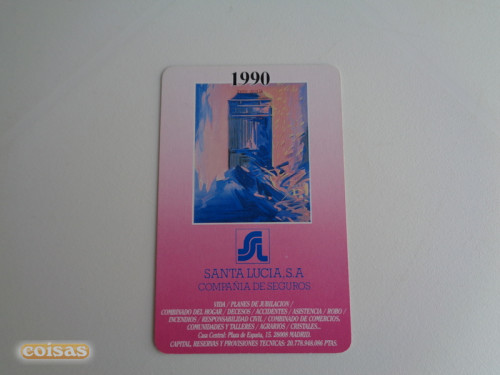 1990
SANTA LUCIA, S.A.
COMPAÑIA DE SEGUROS
VIDA / PLANES DE JUBILACION /
COMBINADO DEL HOGAR / DECESOS / ACCIDENTES / ASISTENCIA / ROBO /
INCENDIOS / RESPONSABILIDAD CIVIL / COMBINADO DE COMERCIOS,
COMUNIDADES Y TALLERES / AGRARIOS / CRISTALES...
Casa Central: Plaza de España, 15. 28008 MADRID.
CAPITAL, RESERVAS Y PROVISIONES TECNICAS: PTAS.
coisas